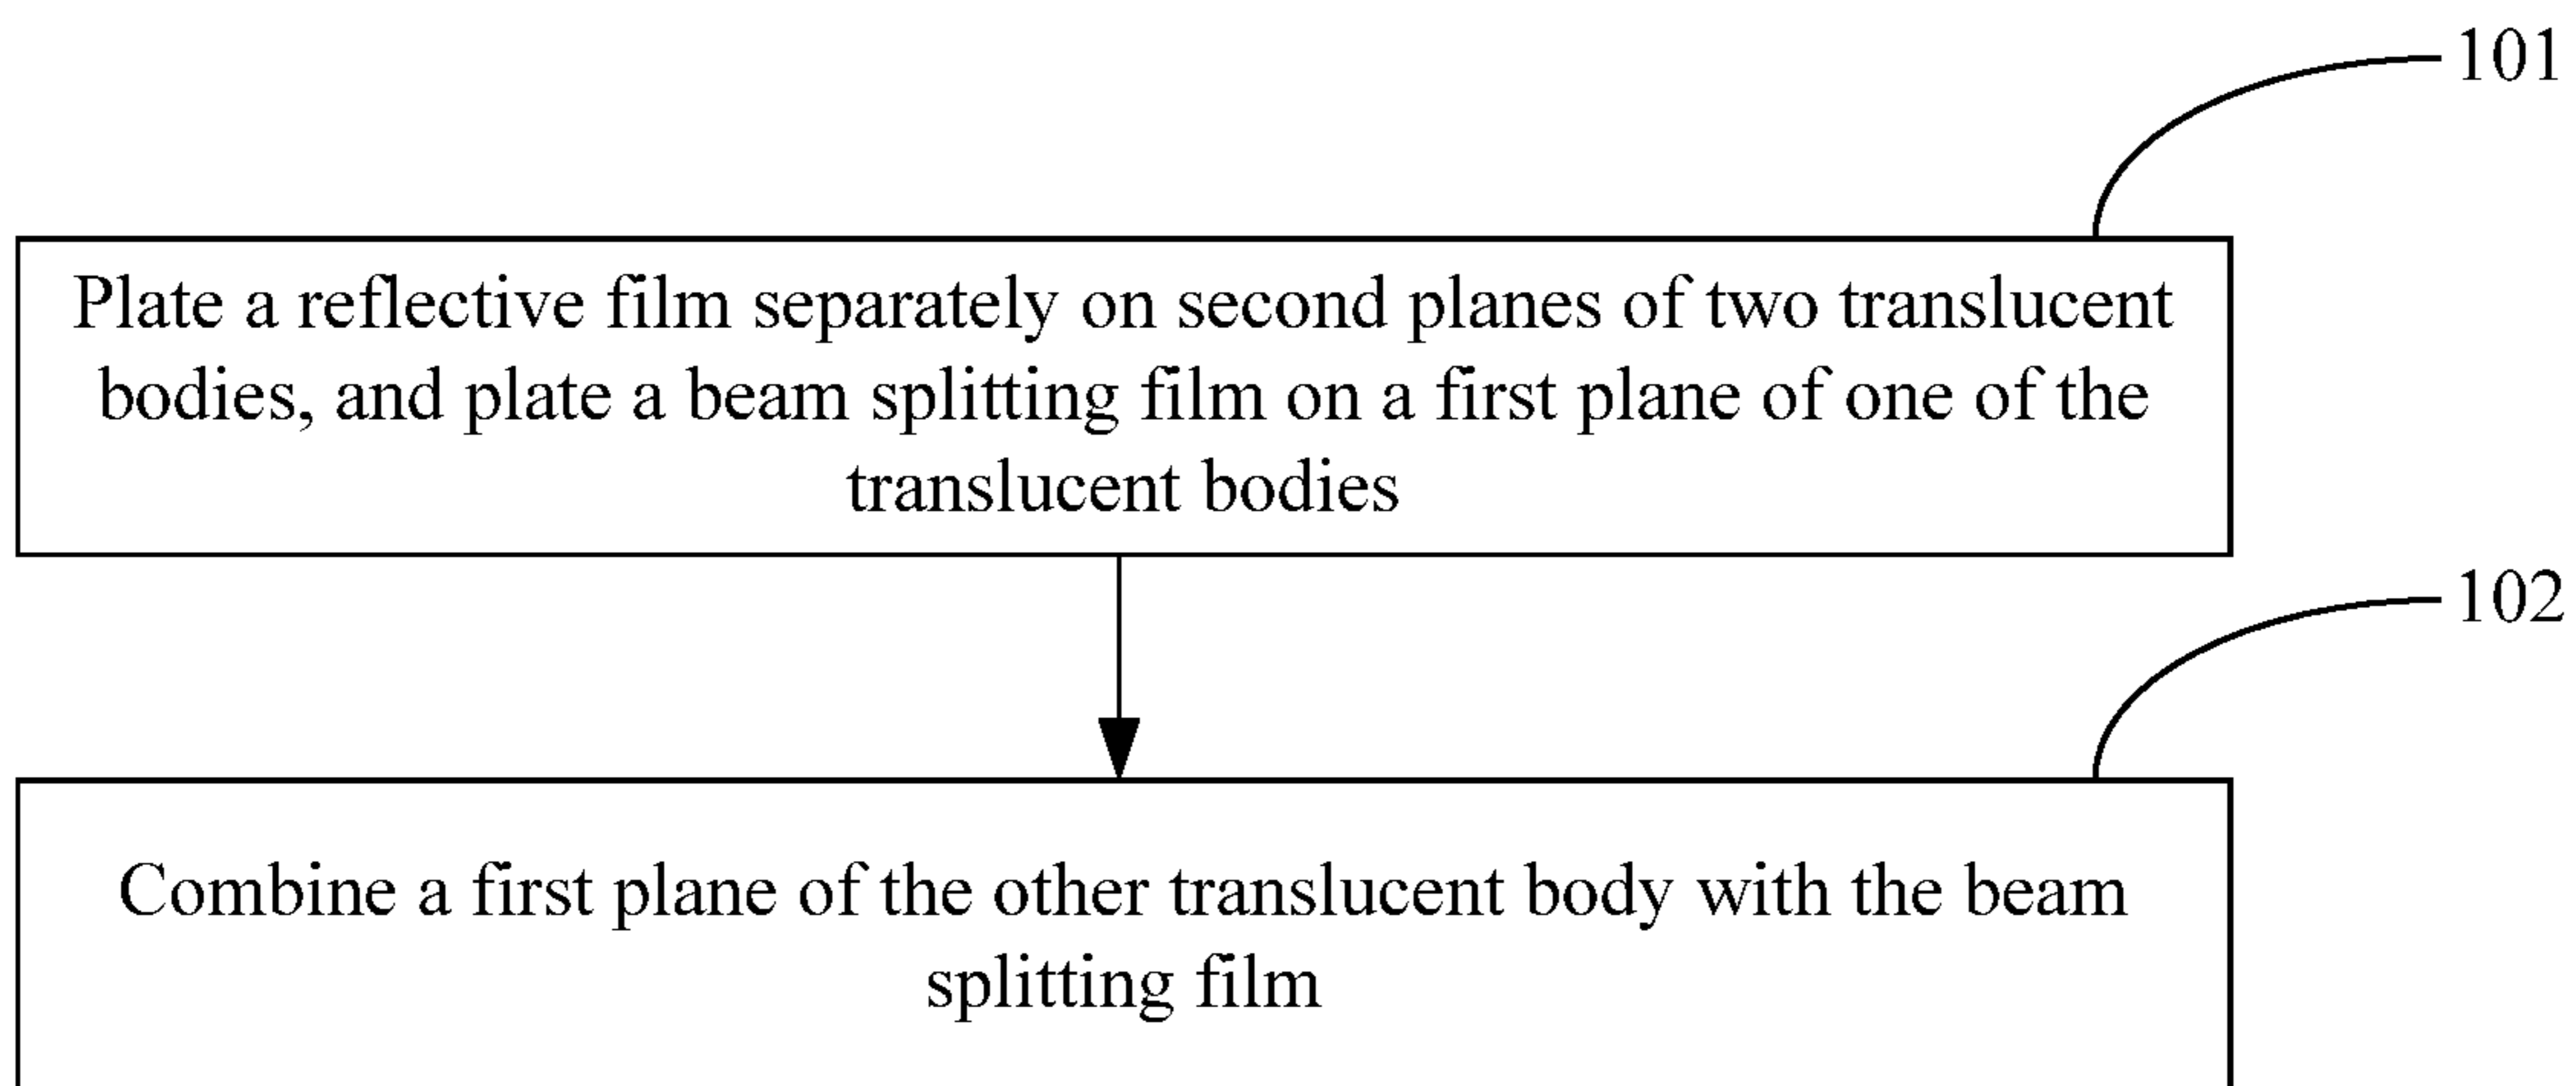 101
Plate a reflective film separately on second planes of two translucent
bodies, and plate a beam splitting film on a first plane of one of the
translucent bodies
102
Combine a first plane of the other translucent body with the beam
splitting film